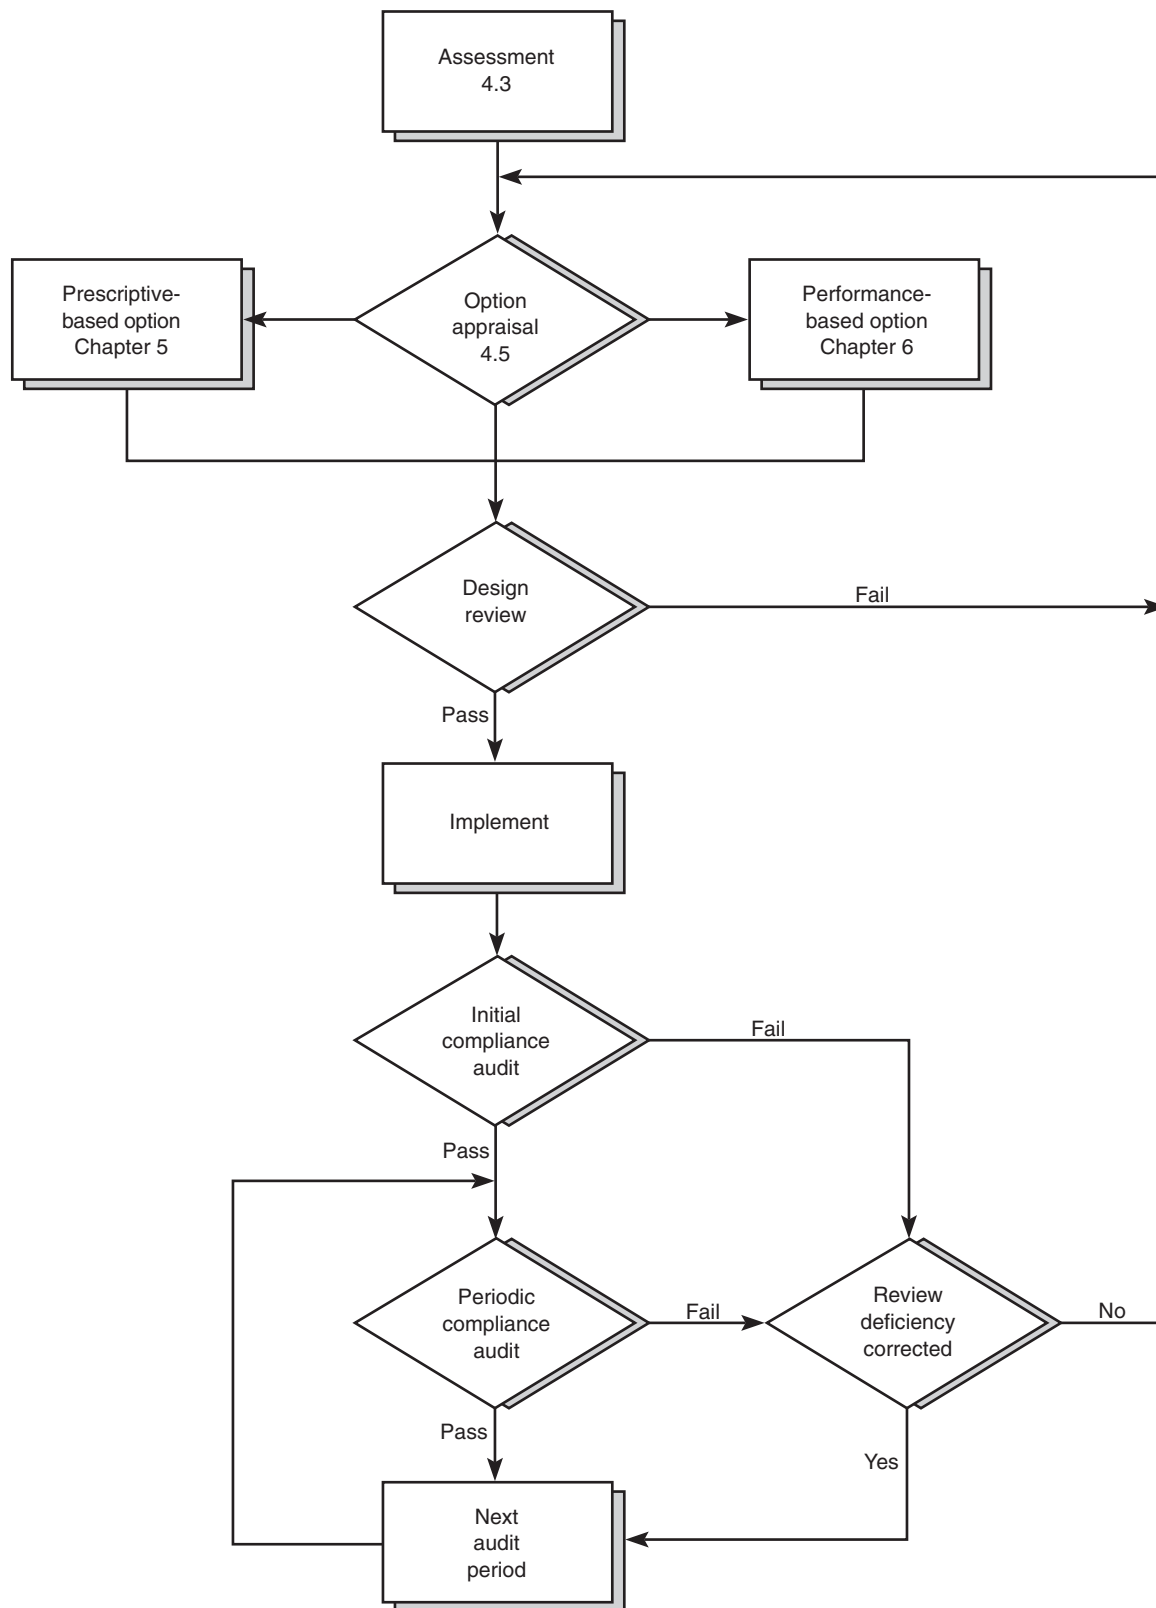 Assessment
4.3
Prescriptive-
based option
Chapter 5
Option
appraisal
4.5
Performance-
based option
Chapter 6
Design
review
Fail
Pass
Implement
Initial
compliance
audit
Fail
Pass
Periodic
compliance
audit
Fail
Review
deficiency
corrected
No
Pass
Yes
Next
audit
period